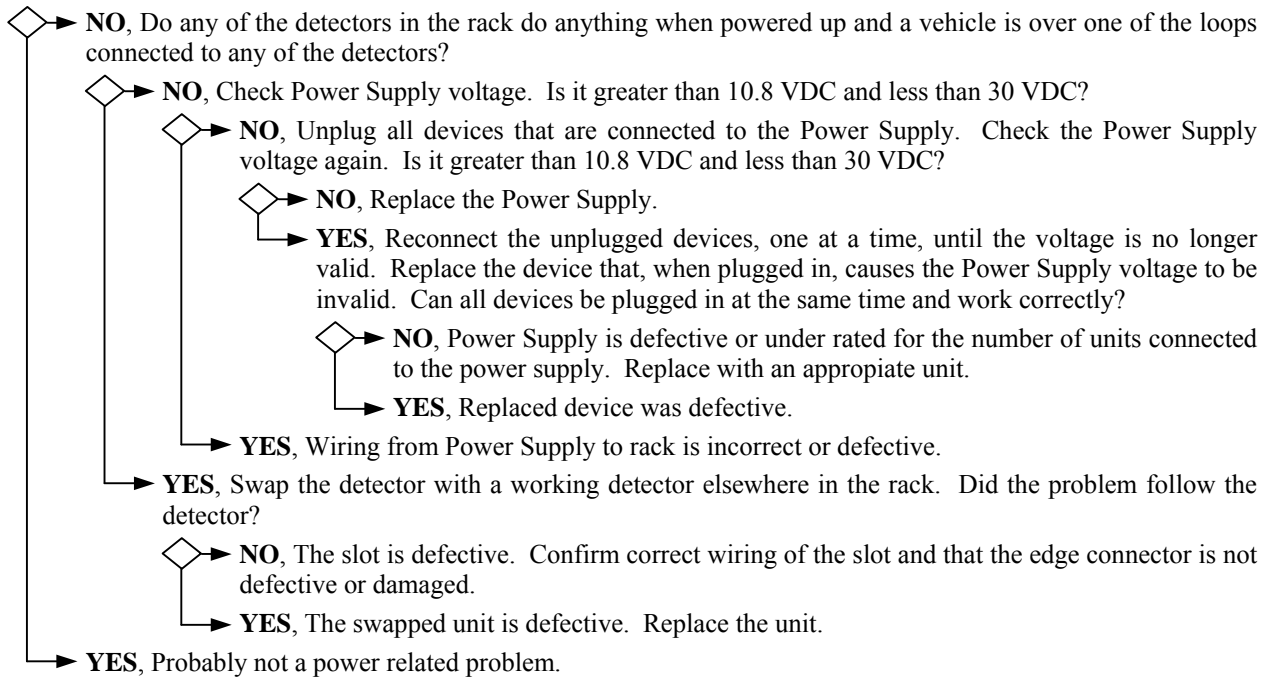 NO, Do any of the detectors in the rack do anything when powered up and a vehicle is over one of the loops
connected to any of the detectors?
NO, Check Power Supply voltage. Is it greater than 10.8 VDC and less than 30 VDC?
NO, Unplug all devices that are connected to the Power Supply. Check the Power Supply
voltage again. Is it greater than 10.8 VDC and less than 30 VDC?
NO, Replace the Power Supply.
YES, Reconnect the unplugged devices, one at a time, until the voltage is no longer
valid. Replace the device that, when plugged in, causes the Power Supply voltage to be
invalid. Can all devices be plugged in at the same time and work correctly?
NO, Power Supply is defective or under rated for the number of units connected
to the power supply. Replace with an appropiate unit.
YES, Replaced device was defective.
YES, Wiring from Power Supply to rack is incorrect or defective.
YES, Swap the detector with a working detector elsewhere in the rack. Did the problem follow the
detector?
NO, The slot is defective. Confirm correct wiring of the slot and that the edge connector is not
defective or damaged.
YES, The swapped unit is defective. Replace the unit.
YES, Probably not a power related problem.